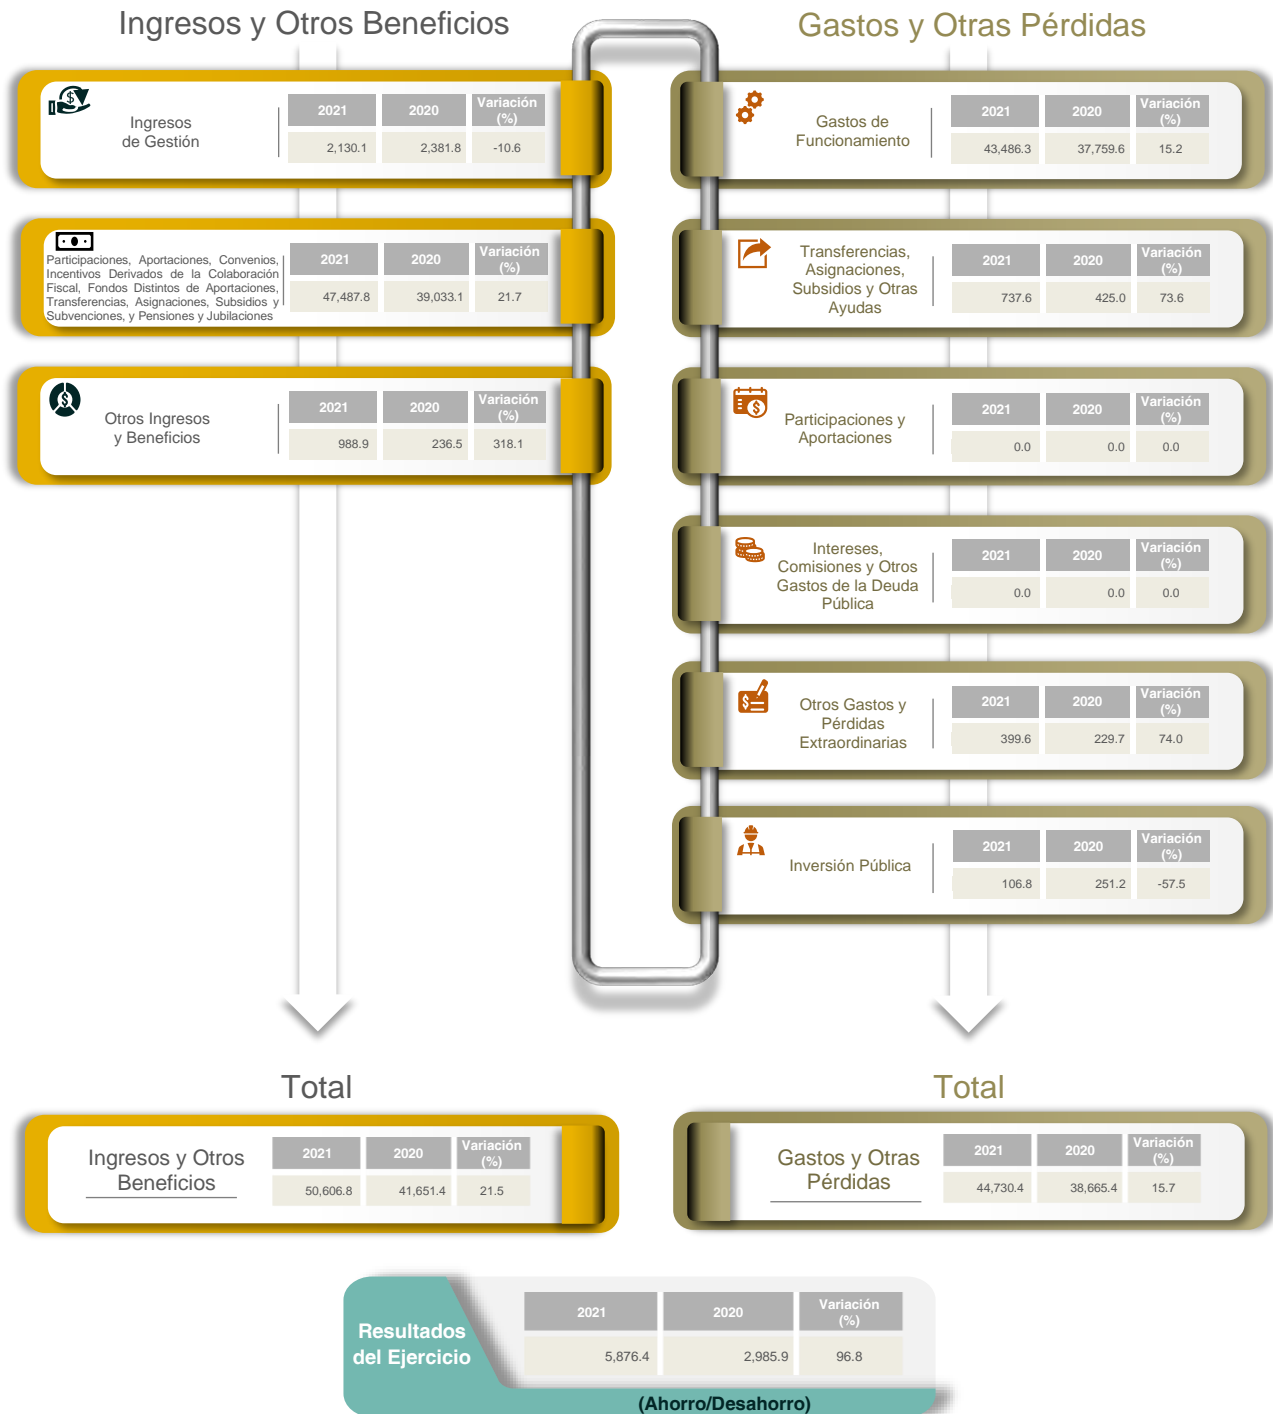 Ingresos y Otros Beneficios
Ingresos
de Gestión
2021 2020 Variación (%)
2,130.1 2,381.8 -10.6
Participaciones, Aportaciones, Convenios,
Incentivos Derivados de la Colaboración
Fiscal, Fondos Distintos de Aportaciones,
Transferencias, Asignaciones, Subsidios y
Subvenciones, y Pensiones y Jubilaciones
2021 2020 Variación (%)
47,487.8 39,033.1 21.7
Otros Ingresos
y Beneficios
2021 2020 Variación (%)
988.9 236.5 318.1
Gastos y Otras Pérdidas
Gastos de
Funcionamiento
2021 2020 Variación (%)
43,486.3 37,759.6 15.2
Transferencias,
Asignaciones,
Subsidios y Otras
Ayudas
2021 2020 Variación (%)
737.6 425.0 73.6
Participaciones y
Aportaciones
2021 2020 Variación (%)
0.0 0.0 0.0
Intereses,
Comisiones y Otros
Gastos de la Deuda
Pública
2021 2020 Variación (%)
0.0 0.0 0.0
Otros Gastos y
Pérdidas
Extraordinarias
2021 2020 Variación (%)
399.6 229.7 74.0
Inversión Pública
2021 2020 Variación (%)
106.8 251.2 -57.5
Total
Ingresos y Otros
Beneficios
2021 2020 Variación (%)
50,606.8 41,651.4 21.5
Total
Gastos y Otras
Pérdidas
2021 2020 Variación (%)
44,730.4 38,665.4 15.7
Resultados
del Ejercicio
2021 2020 Variación (%)
5,876.4 2,985.9 96.8
(Ahorro/Desahorro)